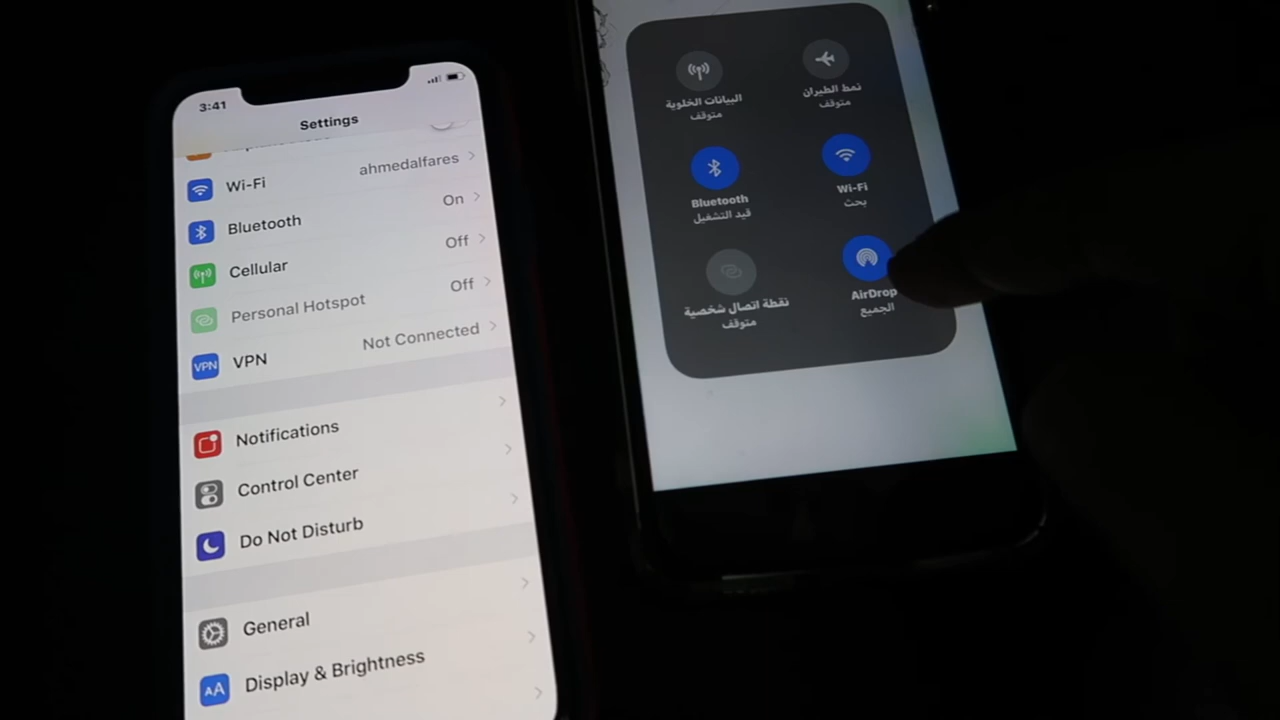 3:41
Settings
Wi-Fi ahmedalfares
Bluetooth On
Cellular Off
Personal Hotspot Off
VPN VPN Not Connected
Notifications
Control Center
Do Not Disturb
General
AA Display & Brightness
نمط الطيران
متوقف
البيانات الخلوية
متوقف
Wi-Fi
بحث
Bluetooth
قيد التشغيل
AirDrop
الجميع
نقطة اتصال شخصية
متوقف